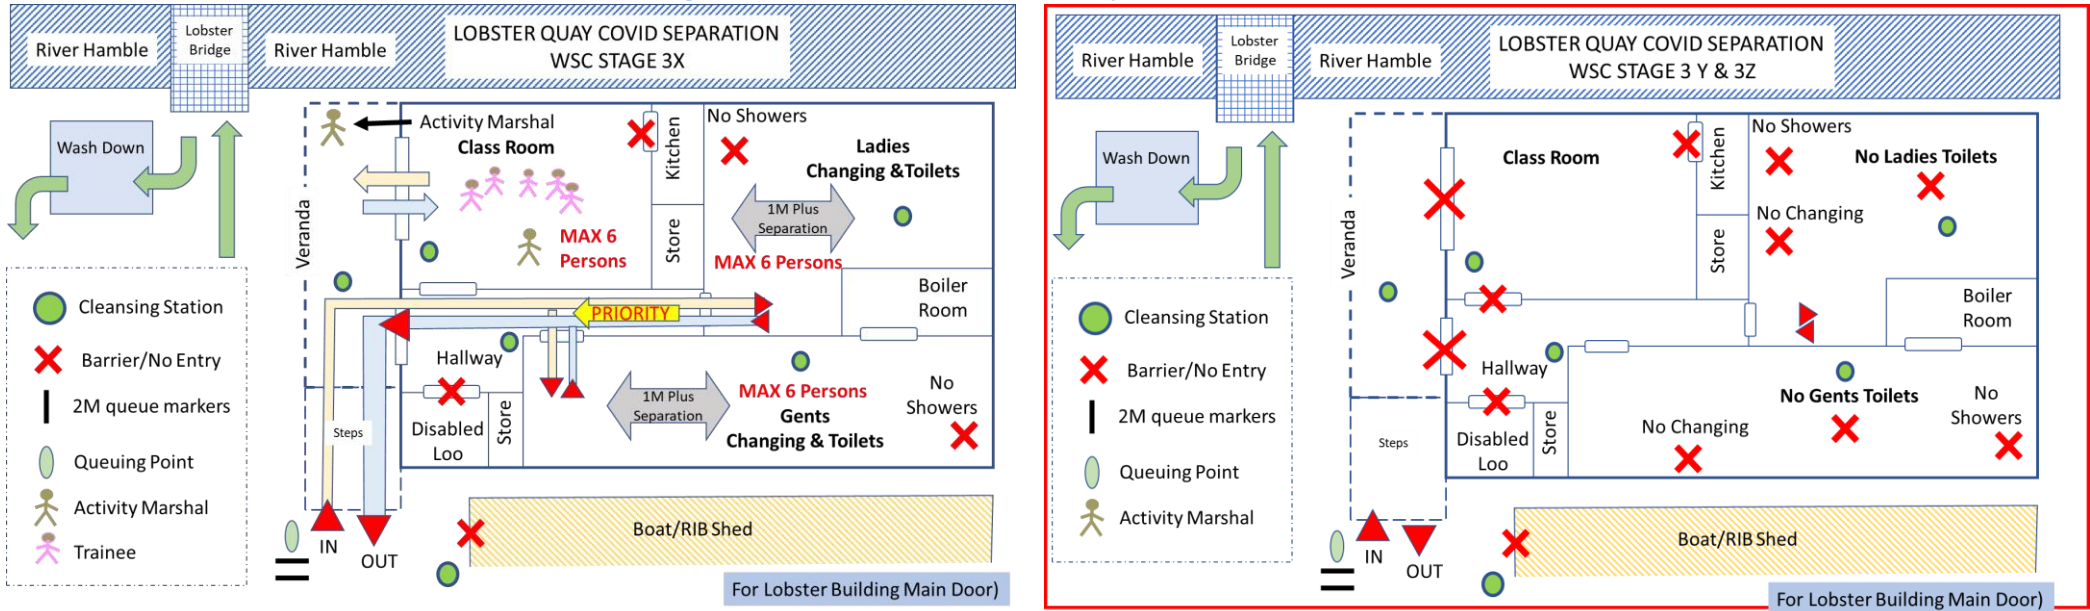 River Hamble
Lobster
Bridge
River Hamble
LOBSTER QUAY COVID SEPARATION
WSC STAGE 3X
Wash Down
Veranda
Activity Marshal
Class Room
Kitchen
No Showers
Ladies
Changing &Toilets
1M Plus
Separation
MAX 6
Persons
Store
MAX 6 Persons
Boiler
Room
PRIORITY
Hallway
Disabled
Loo
Store
1M Plus
Separation
MAX 6 Persons
Gents
Changing & Toilets
No
Showers
Steps
Cleansing Station
Barrier/No Entry
2M queue markers
Queuing Point
Activity Marshal
Trainee
IN
OUT
Boat/RIB Shed
For Lobster Building Main Door)
River Hamble
Lobster
Bridge
River Hamble
LOBSTER QUAY COVID SEPARATION
WSC STAGE 3 Y & 3Z
Wash Down
Veranda
Class Room
Kitchen
No Showers
No Ladies Toilets
No Changing
Store
Boiler
Room
Hallway
Disabled
Loo
Store
No Gents Toilets
No Changing
No
Showers
Steps
Cleansing Station
Barrier/No Entry
2M queue markers
Queuing Point
Activity Marshal
IN
OUT
Boat/RIB Shed
For Lobster Building Main Door)